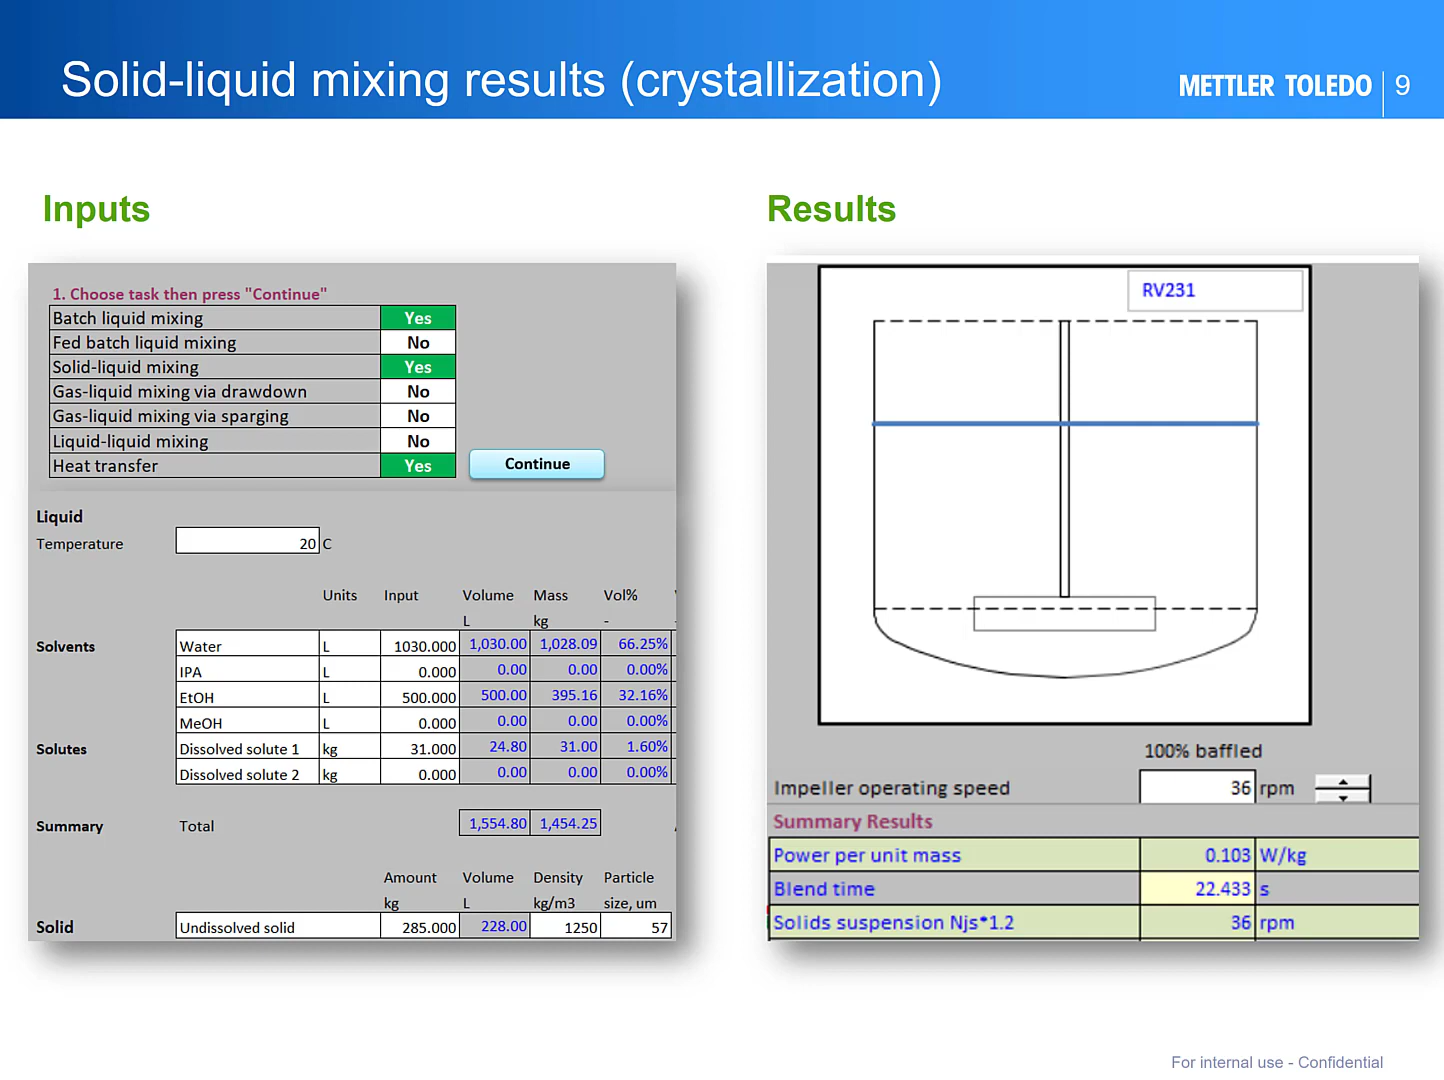 Solid-liquid mixing results (crystallization)
METTLER TOLEDO | 9
Inputs
1. Choose task then press "Continue"
Batch liquid mixing Yes
Fed batch liquid mixing No
Solid-liquid mixing Yes
Gas-liquid mixing via drawdown No
Gas-liquid mixing via sparging No
Liquid-liquid mixing No
Heat transfer Yes
Continue
Liquid
Temperature 20 C
Units Input Volume Mass Vol%
L kg -
Solvents Water L 1030.000 1,030.00 1,028.09 66.25%
IPA L 0.000 0.00 0.00 0.00%
EtOH L 500.000 500.00 395.16 32.16%
MeOH L 0.000 0.00 0.00 0.00%
Solutes Dissolved solute 1 kg 31.000 24.80 31.00 1.60%
Dissolved solute 2 kg 0.000 0.00 0.00 0.00%
Summary Total 1,554.80 1,454.25
Amount Volume Density Particle
kg L kg/m3 size, um
Solid Undissolved solid 285.000 228.00 1250 57
Results
RV231
100% baffled
Impeller operating speed 36 rpm
Summary Results
Power per unit mass 0.103 W/kg
Blend time 22.433 s
Solids suspension Njs*1.2 36 rpm
For internal use - Confidential